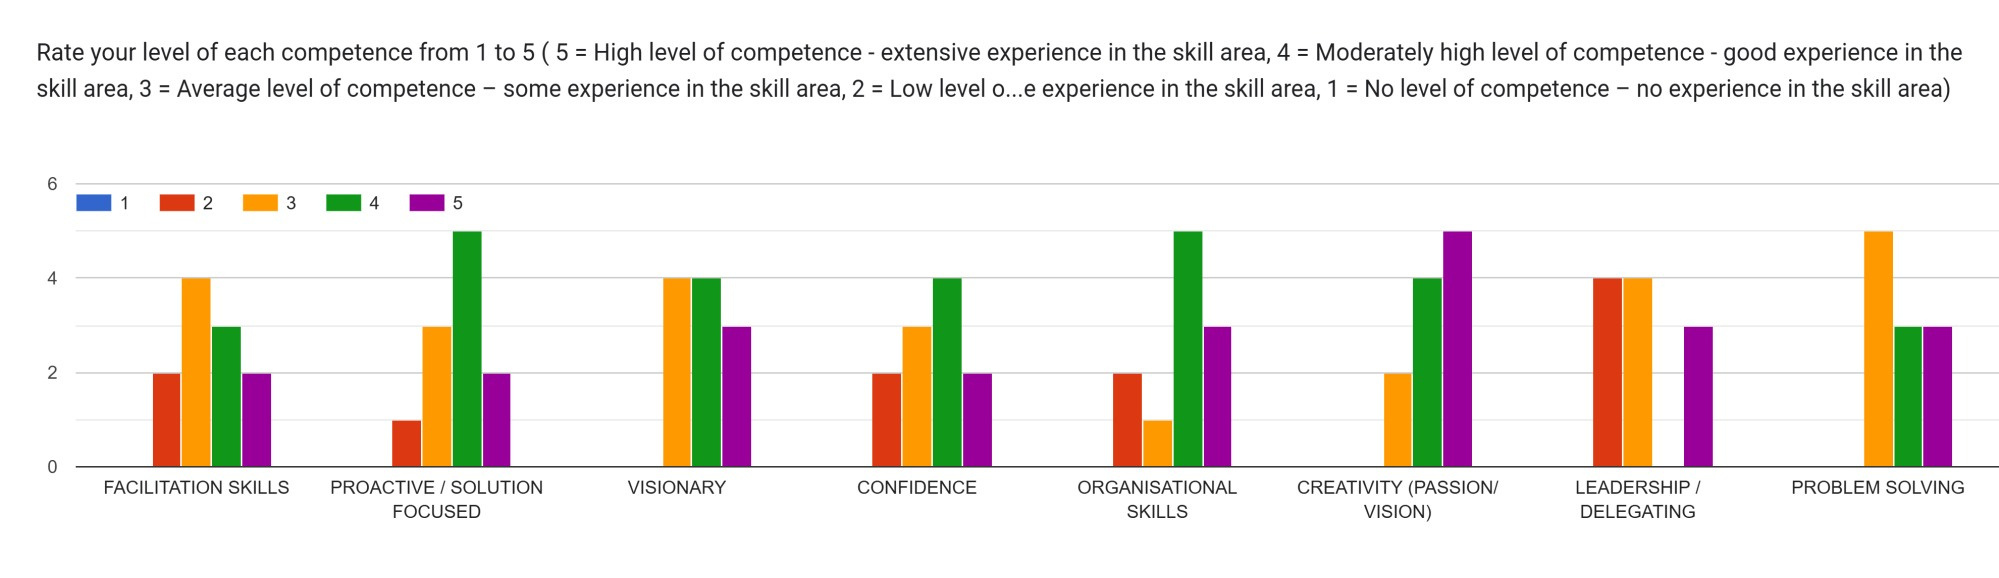 Rate your level of each competence from 1 to 5 ( 5 = High level of competence - extensive experience in the skill area, 4 = Moderately high level of competence - good experience in the
skill area, 3 = Average level of competence – some experience in the skill area, 2 = Low level o...e experience in the skill area, 1 = No level of competence – no experience in the skill area)
6
1 2 3 4 5
4
2
0
FACILITATION SKILLS
PROACTIVE / SOLUTION
FOCUSED
VISIONARY
CONFIDENCE
ORGANISATIONAL
SKILLS
CREATIVITY (PASSION/
VISION)
LEADERSHIP /
DELEGATING
PROBLEM SOLVING